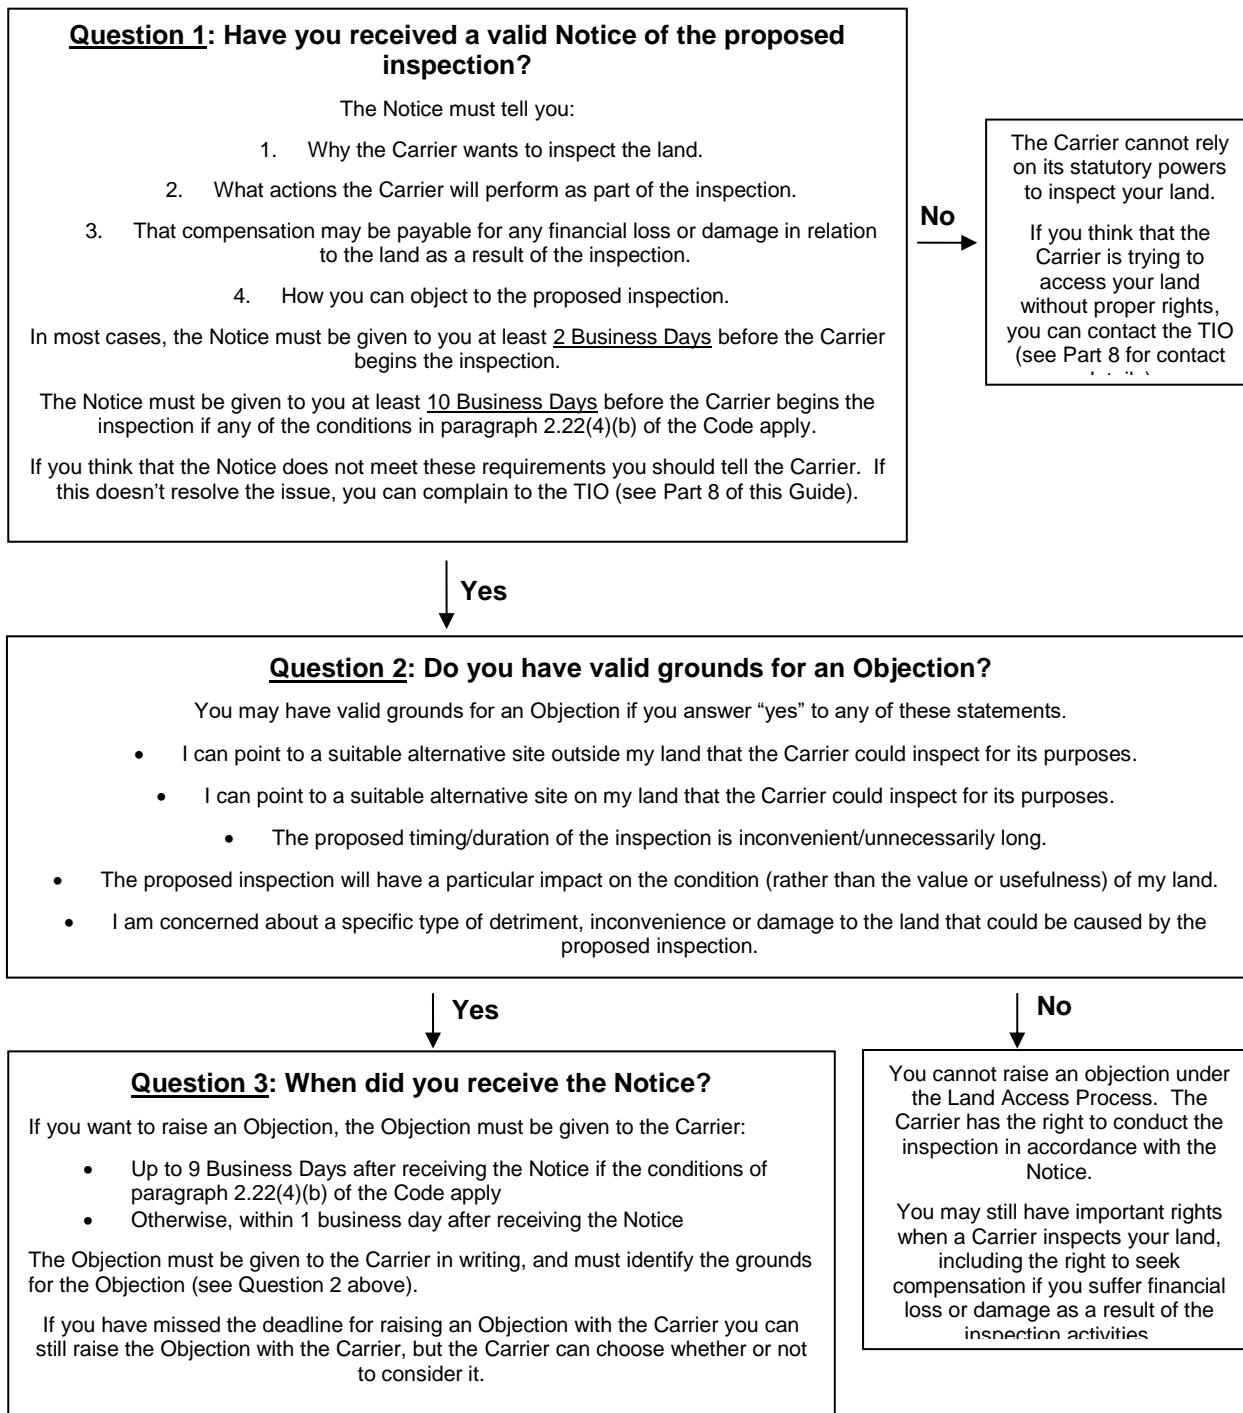 Question 1: Have you received a valid Notice of the proposed
inspection?
The Notice must tell you:
1. Why the Carrier wants to inspect the land.
2. What actions the Carrier will perform as part of the inspection.
3. That compensation may be payable for any financial loss or damage in relation
to the land as a result of the inspection.
4. How you can object to the proposed inspection.
In most cases, the Notice must be given to you at least 2 Business Days before the Carrier
begins the inspection.
The Notice must be given to you at least 10 Business Days before the Carrier begins the
inspection if any of the conditions in paragraph 2.22(4)(b) of the Code apply.
If you think that the Notice does not meet these requirements you should tell the Carrier. If
this doesn't resolve the issue, you can complain to the TIO (see Part 8 of this Guide).
No
The Carrier cannot rely
on its statutory powers
to inspect your land.
If you think that the
Carrier is trying to
access your land
without proper rights,
you can contact the TIO
(see Part 8 for contact
Yes
Question 2: Do you have valid grounds for an Objection?
You may have valid grounds for an Objection if you answer “yes” to any of these statements.
• I can point to a suitable alternative site outside my land that the Carrier could inspect for its purposes.
• I can point to a suitable alternative site on my land that the Carrier could inspect for its purposes.
• The proposed timing/duration of the inspection is inconvenient/unnecessarily long.
• The proposed inspection will have a particular impact on the condition (rather than the value or usefulness) of my land.
• I am concerned about a specific type of detriment, inconvenience or damage to the land that could be caused by the
proposed inspection.
Yes
No
Question 3: When did you receive the Notice?
If you want to raise an Objection, the Objection must be given to the Carrier:
• Up to 9 Business Days after receiving the Notice if the conditions of
paragraph 2.22(4)(b) of the Code apply
• Otherwise, within 1 business day after receiving the Notice
The Objection must be given to the Carrier in writing, and must identify the grounds
for the Objection (see Question 2 above).
If you have missed the deadline for raising an Objection with the Carrier you can
still raise the Objection with the Carrier, but the Carrier can choose whether or not
to consider it.
You cannot raise an objection under
the Land Access Process. The
Carrier has the right to conduct the
inspection in accordance with the
Notice.
You may still have important rights
when a Carrier inspects your land,
including the right to seek
compensation if you suffer financial
loss or damage as a result of the
inspection activities